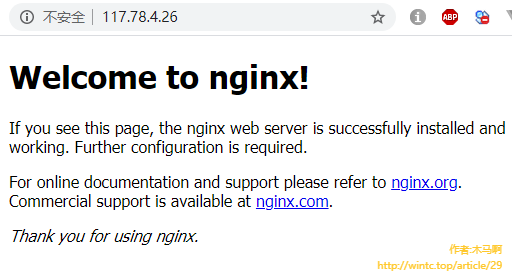 不安全 | 117.78.4.26
ABP
Welcome to nginx!
If you see this page, the nginx web server is successfully installed and
working. Further configuration is required.
For online documentation and support please refer to nginx.org.
Commercial support is available at nginx.com.
Thank you for using nginx.
作者:木马啊
http://wintc.top/article/29